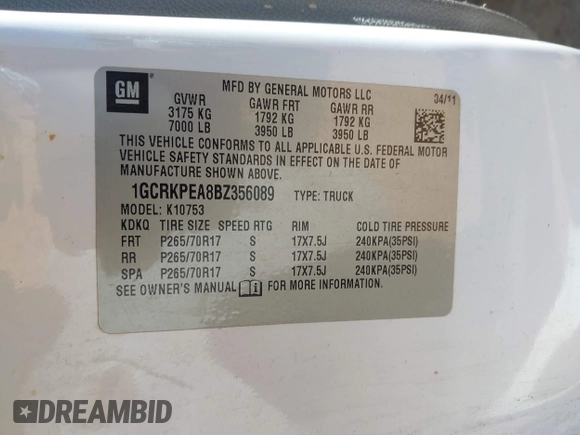 GM
MFD BY GENERAL MOTORS LLC
04/11
GVWR GAWR FRT GAWR RR
3175 KG 1792 KG 1792 KG
7000 LB 3950 LB 3950 LB
THIS VEHICLE CONFORMS TO ALL APPLICABLE U.S. FEDERAL MOTOR
VEHICLE SAFETY STANDARDS IN EFFECT ON THE DATE OF
MANUFACTURE SHOWN ABOVE.
1GCRKPEA8BZ356089 TYPE: TRUCK
MODEL: K10753
KDKQ TIRE SIZE SPEED RTG RIM COLD TIRE PRESSURE
FRT P265/70R17 S 17X7.5J 240KPA(35PSI)
RR P265/70R17 S 17X7.5J 240KPA(35PSI)
SPA P265/70R17 S 17X7.5J 240KPA(35PSI)
SEE OWNER'S MANUAL FOR MORE INFORMATION.
DREAMBID